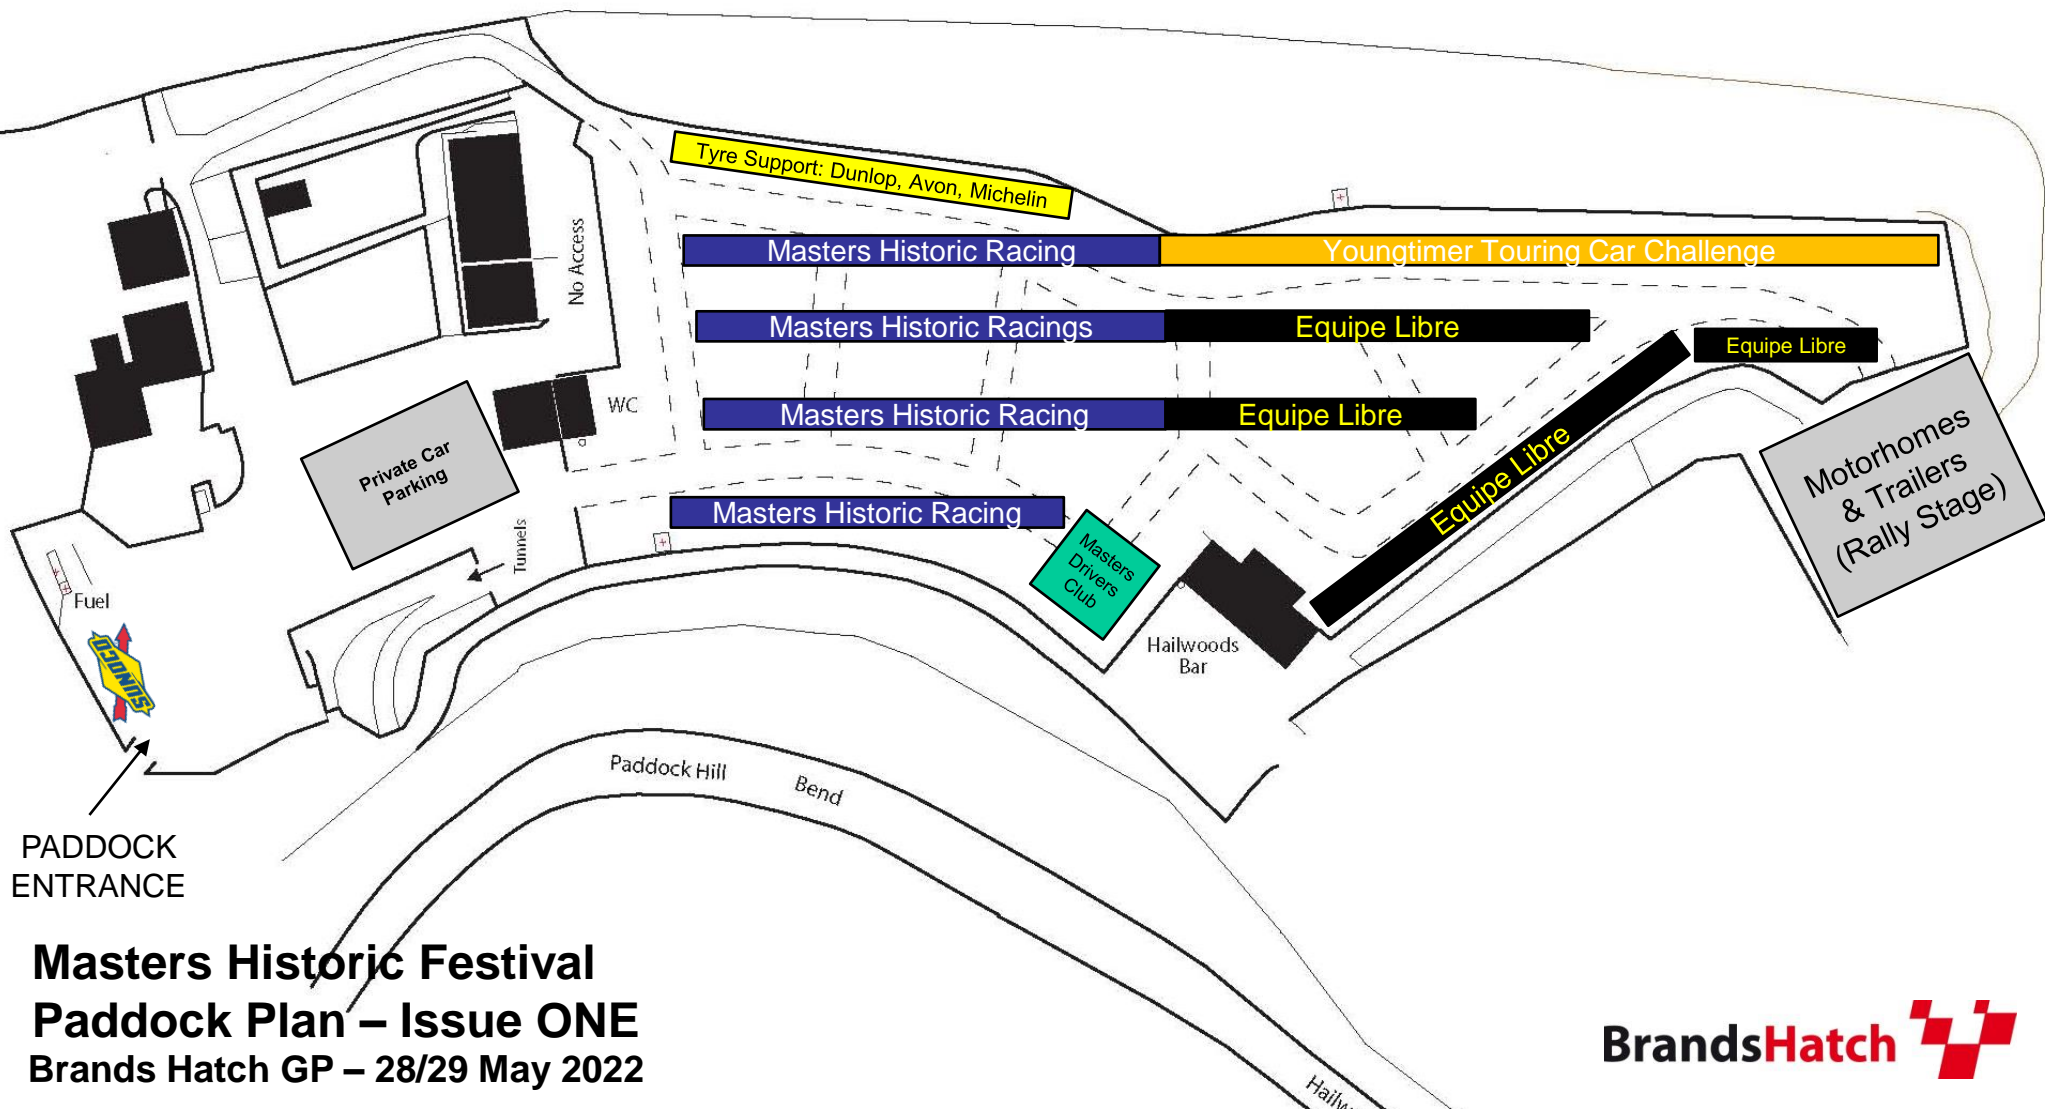 Tyre Support: Dunlop, Avon, Michelin
No Access
Masters Historic Racing
Youngtimer Touring Car Challenge
Masters Historic Racings
Equipe Libre
Equipe Libre
WC
Masters Historic Racing
Equipe Libre
Private Car
Parking
Equipe Libre
Motorhomes
& Trailers
(Rally Stage)
Masters Historic Racing
Tunnels
Masters
Drivers
Club
Fuel
SUNOCO
Hailwoods
Bar
Paddock Hill
Bend
PADDOCK
ENTRANCE
Masters Historic Festival
Paddock Plan – Issue ONE
Brands Hatch GP – 28/29 May 2022
BrandsHatch